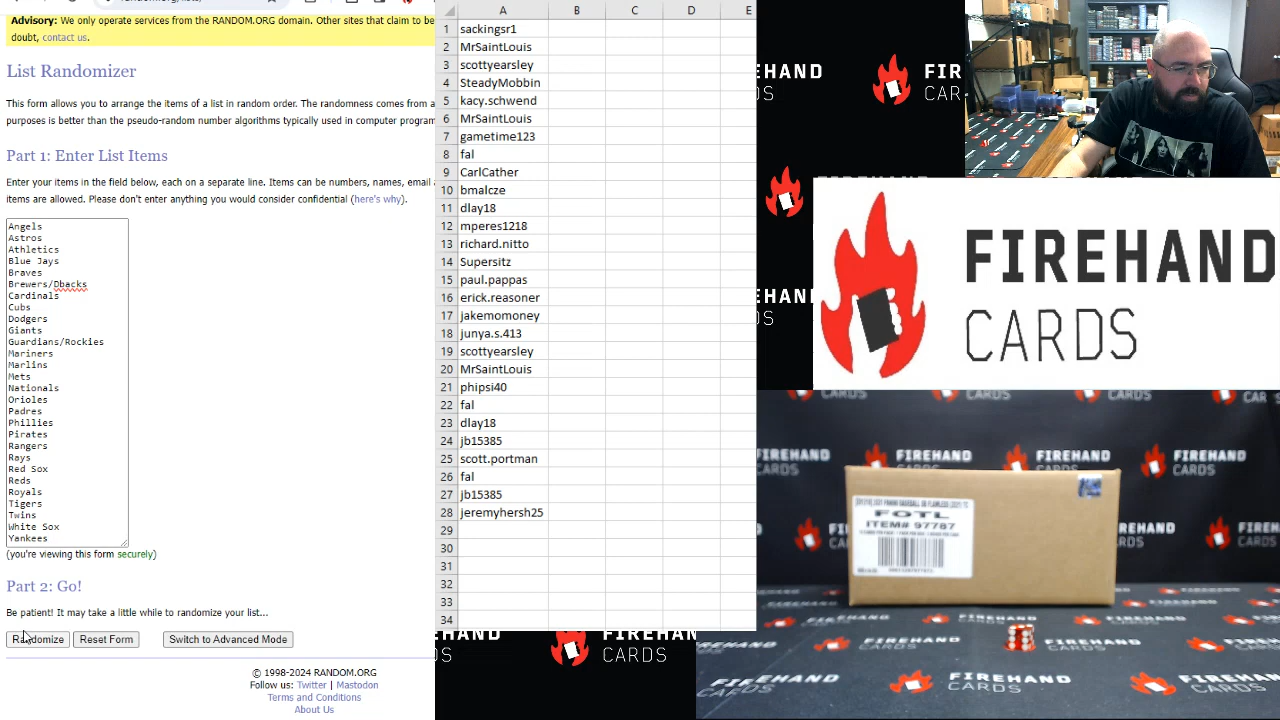 Advisory: We only operate services from the RANDOM.ORG domain. Other sites that claim to be
doubt, contact us.
List Randomizer
This form allows you to arrange the items of a list in random order. The randomness comes from a
purposes is better than the pseudo-random number algorithms typically used in computer program
Part 1: Enter List Items
Enter your items in the field below, each on a separate line. Items can be numbers, names, email
items are allowed. Please don't enter anything you would consider confidential (here's why).
Angels
Astros
Athletics
Blue Jays
Braves
Brewers/Dbacks
Cardinals
Cubs
Dodgers
Giants
Guardians/Rockies
Mariners
Marlins
Mets
Nationals
Orioles
Padres
Phillies
Pirates
Rangers
Rays
Red Sox
Reds
Royals
Tigers
Twins
White Sox
Yankees
(you're viewing this form securely)
Part 2: Go!
Be patient! It may take a little while to randomize your list...
Randomize
Reset Form
Switch to Advanced Mode
© 1998-2024 RANDOM.ORG
Follow us: Twitter | Mastodon
Terms and Conditions
About Us
A B C D E
1 sackingsr1
2 MrSaintLouis
3 scottyearsley
4 SteadyMobbin
5 kacy.schwend
6 MrSaintLouis
7 gametime123
8 fal
9 CarlCather
10 bmalcze
11 dlay18
12 mperes1218
13 richard.nitto
14 Supersitz
15 paul.pappas
16 erick.reasoner
17 jakemomoney
18 junya.s.413
19 scottyearsley
20 MrSaintLouis
21 phipsi40
22 fal
23 dlay18
24 jb15385
25 scott.portman
26 fal
27 jb15385
28 jeremyhersh25
29
30
31
32
33
34
FIREHAND
CARDS
FOTL
ITEM# 97787
FIREHAND
CARDS
FIREHAND
CARDS